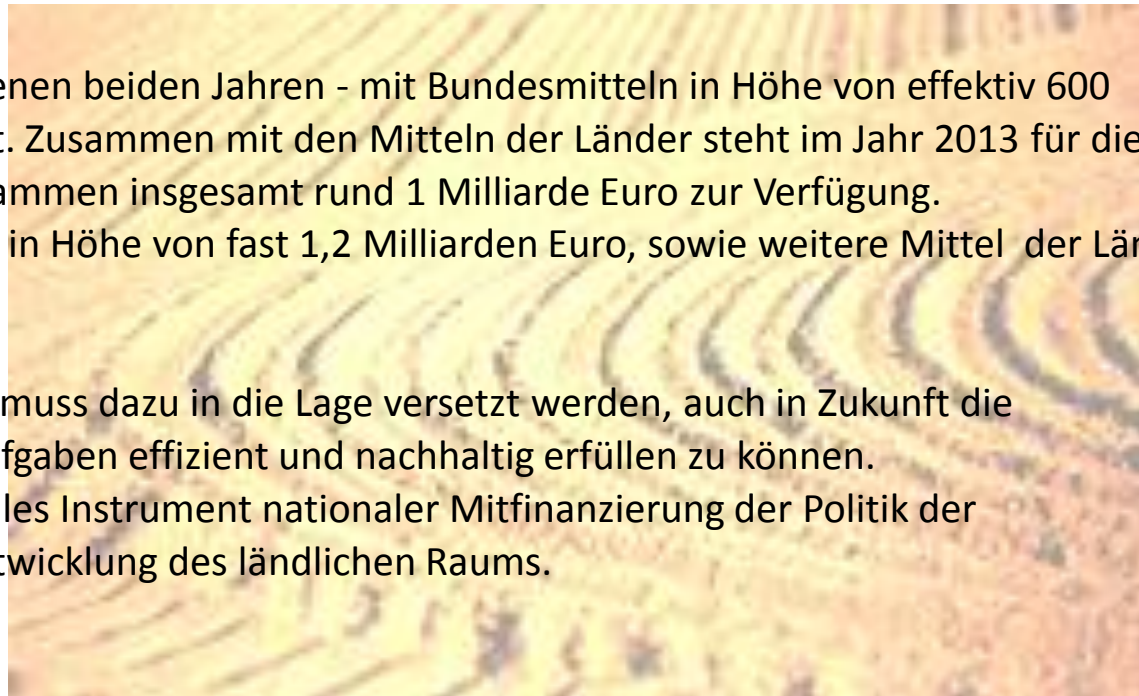 enen beiden Jahren - mit Bundesmitteln in Höhe von effektiv 600
t. Zusammen mit den Mitteln der Länder steht im Jahr 2013 für die
ammen insgesamt rund 1 Milliarde Euro zur Verfügung.
in Höhe von fast 1,2 Milliarden Euro, sowie weitere Mittel  der Län
muss dazu in die Lage versetzt werden, auch in Zukunft die
fgaben effizient und nachhaltig erfüllen zu können.
les Instrument nationaler Mitfinanzierung der Politik der
twicklung des ländlichen Raums.